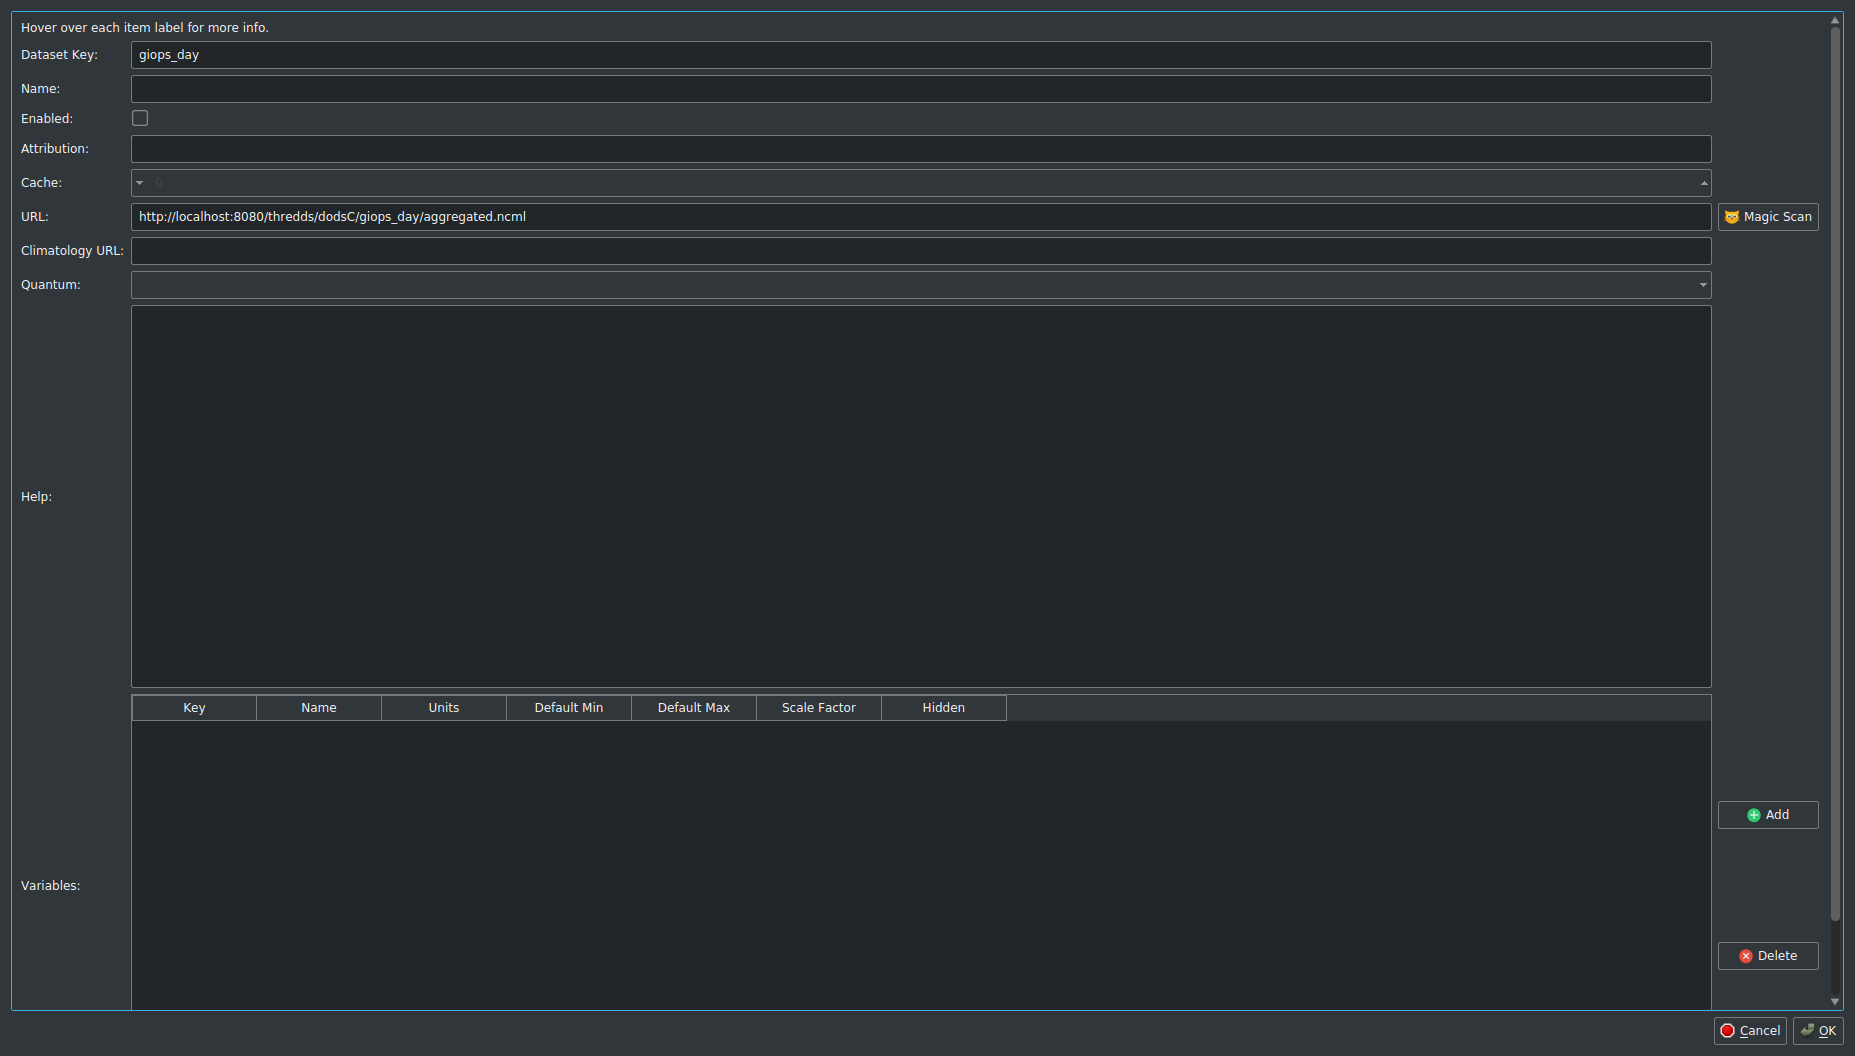 Hover over each item label for more info.
Dataset Key: giops_day
Name:
Enabled:
Attribution:
Cache: 0
URL: http://localhost:8080/thredds/dodsC/giops_day/aggregated.ncml Magic Scan
Climatology URL:
Quantum:
Help:
Key Name Units Default Min Default Max Scale Factor Hidden
Add
Variables:
Delete
Cancel OK